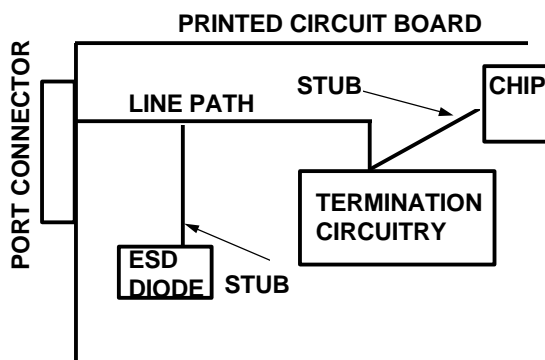 PRINTED CIRCUIT BOARD
PORT CONNECTOR
LINE PATH
STUB
CHIP
TERMINATION
CIRCUITRY
ESD
DIODE
STUB